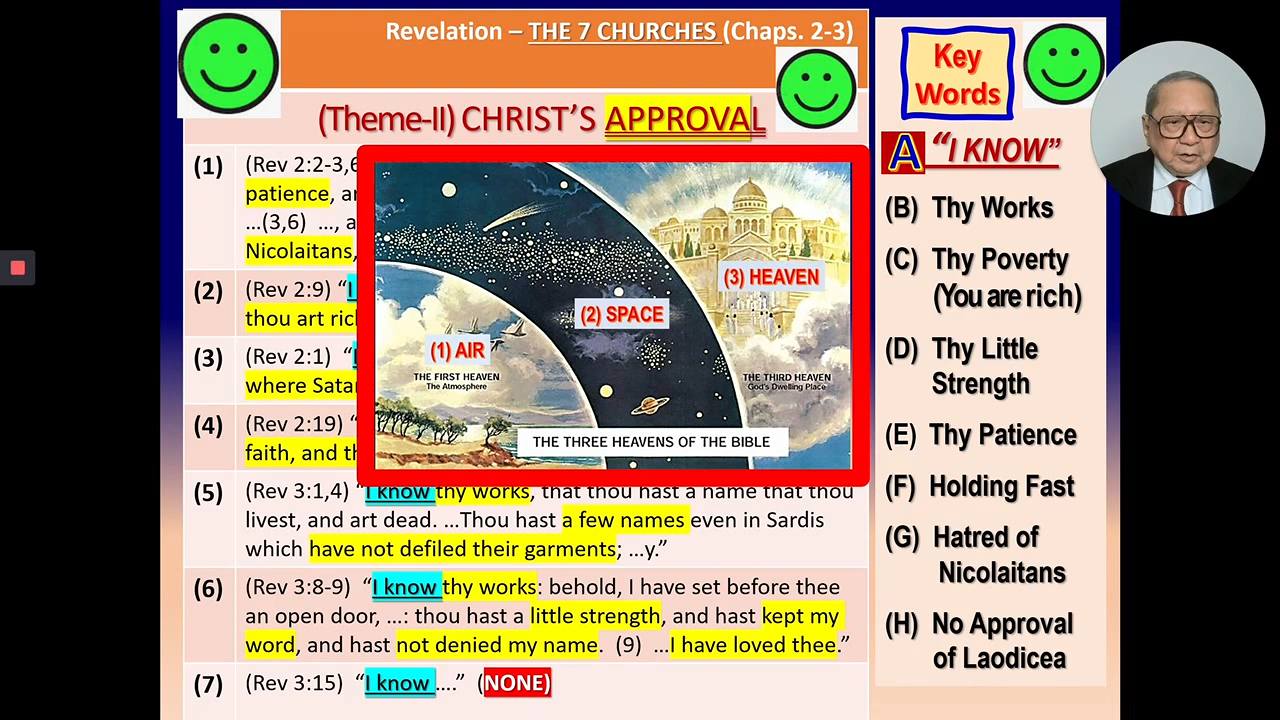 Revelation – THE 7 CHURCHES (Chaps. 2-3)
(Theme-II) CHRIST’S APPROVAL
(1) (Rev 2:2-3,6
patience, a
…(3,6) …, a
Nicolaitans,
(2) (Rev 2:9) “I
thou art ric
(3) (Rev 2:1) “
where Sata
(4) (Rev 2:19) “
faith, and t
(5) (Rev 3:1,4) “I know thy works, that thou hast a name that thou
livest, and art dead. …Thou hast a few names even in Sardis
which have not defiled their garments; …y.”
(6) (Rev 3:8-9) “I know thy works: behold, I have set before thee
an open door, …: thou hast a little strength, and hast kept my
word, and hast not denied my name. (9) …I have loved thee.”
(7) (Rev 3:15) “I know ….” (NONE)
(1) AIR
THE FIRST HEAVEN
The Atmosphere
(2) SPACE
(3) HEAVEN
THE THIRD HEAVEN
God's Dwelling Place
THE THREE HEAVENS OF THE BIBLE
Key
Words
A “I KNOW”
(B) Thy Works
(C) Thy Poverty
(You are rich)
(D) Thy Little
Strength
(E) Thy Patience
(F) Holding Fast
(G) Hatred of
Nicolaitans
(H) No Approval
of Laodicea